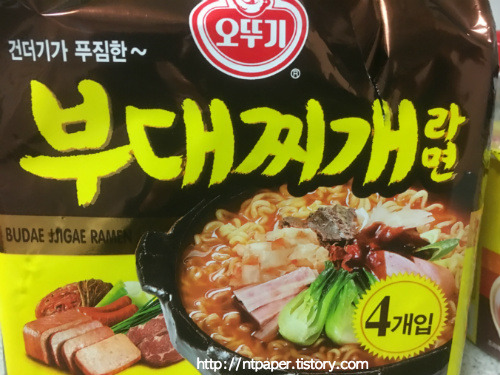 오뚜기
®
건더기가 푸짐한~
부대찌개라면
BUDAE JJIGAE RAMEN
4개입
http://ntpaper.tistory.com